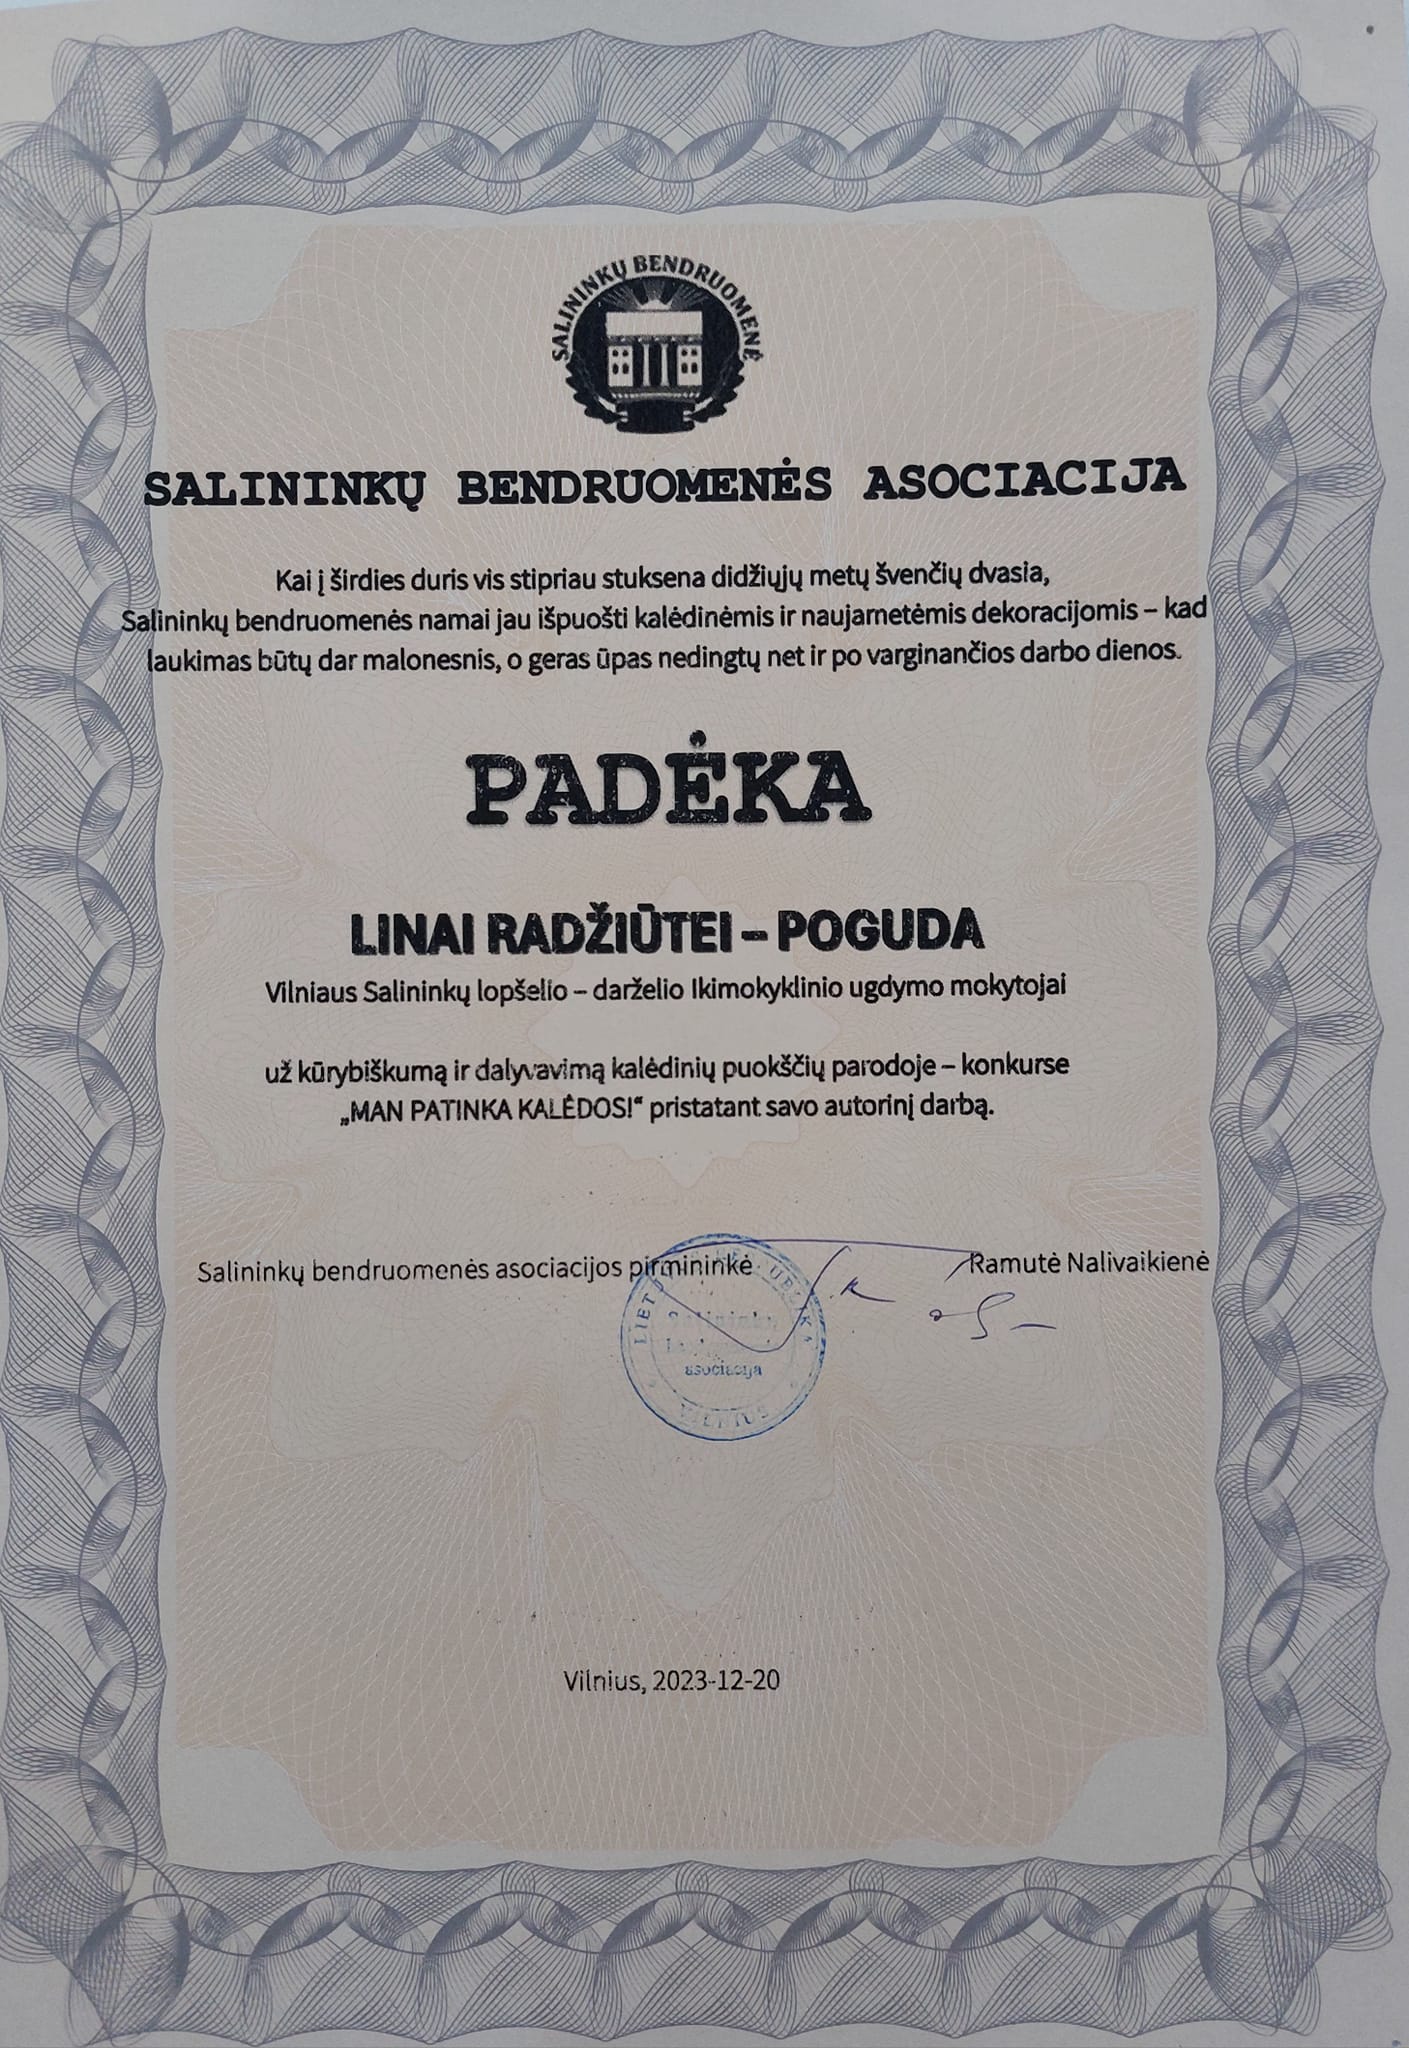 SALININKŲ BENDRUOMENĖ
SALININKŲ BENDRUOMENĖS ASOCIACIJA
Kai į širdies duris vis stipriau stuksena didžiųjų metų švenčių dvasia,
Salininkų bendruomenės namai jau išpuošti kalėdinėmis ir naujarnetėmis dekoracijomis – kad
laukimas būtų dar malonesnis, o geras ūpas nedingtų net ir po varginančios darbo dienos.
PADĖKA
LINAI RADŽIŪTEI – POGUDA
Vilniaus Salininkų lopšelio – darželio Ikimokyklinio ugdymo mokytojai
už kūrybiškumą ir dalyvavimą kalėdinių puokščių parodoje – konkurse
„MAN PATINKA KALĖDOS!“ pristatant savo autorinį darbą.
Salininkų bendruomenės asociacijos pirmininkė Ramutė Nalivaikienė
Salininkų
asociacija
VILNIUS
Vilnius, 2023-12-20